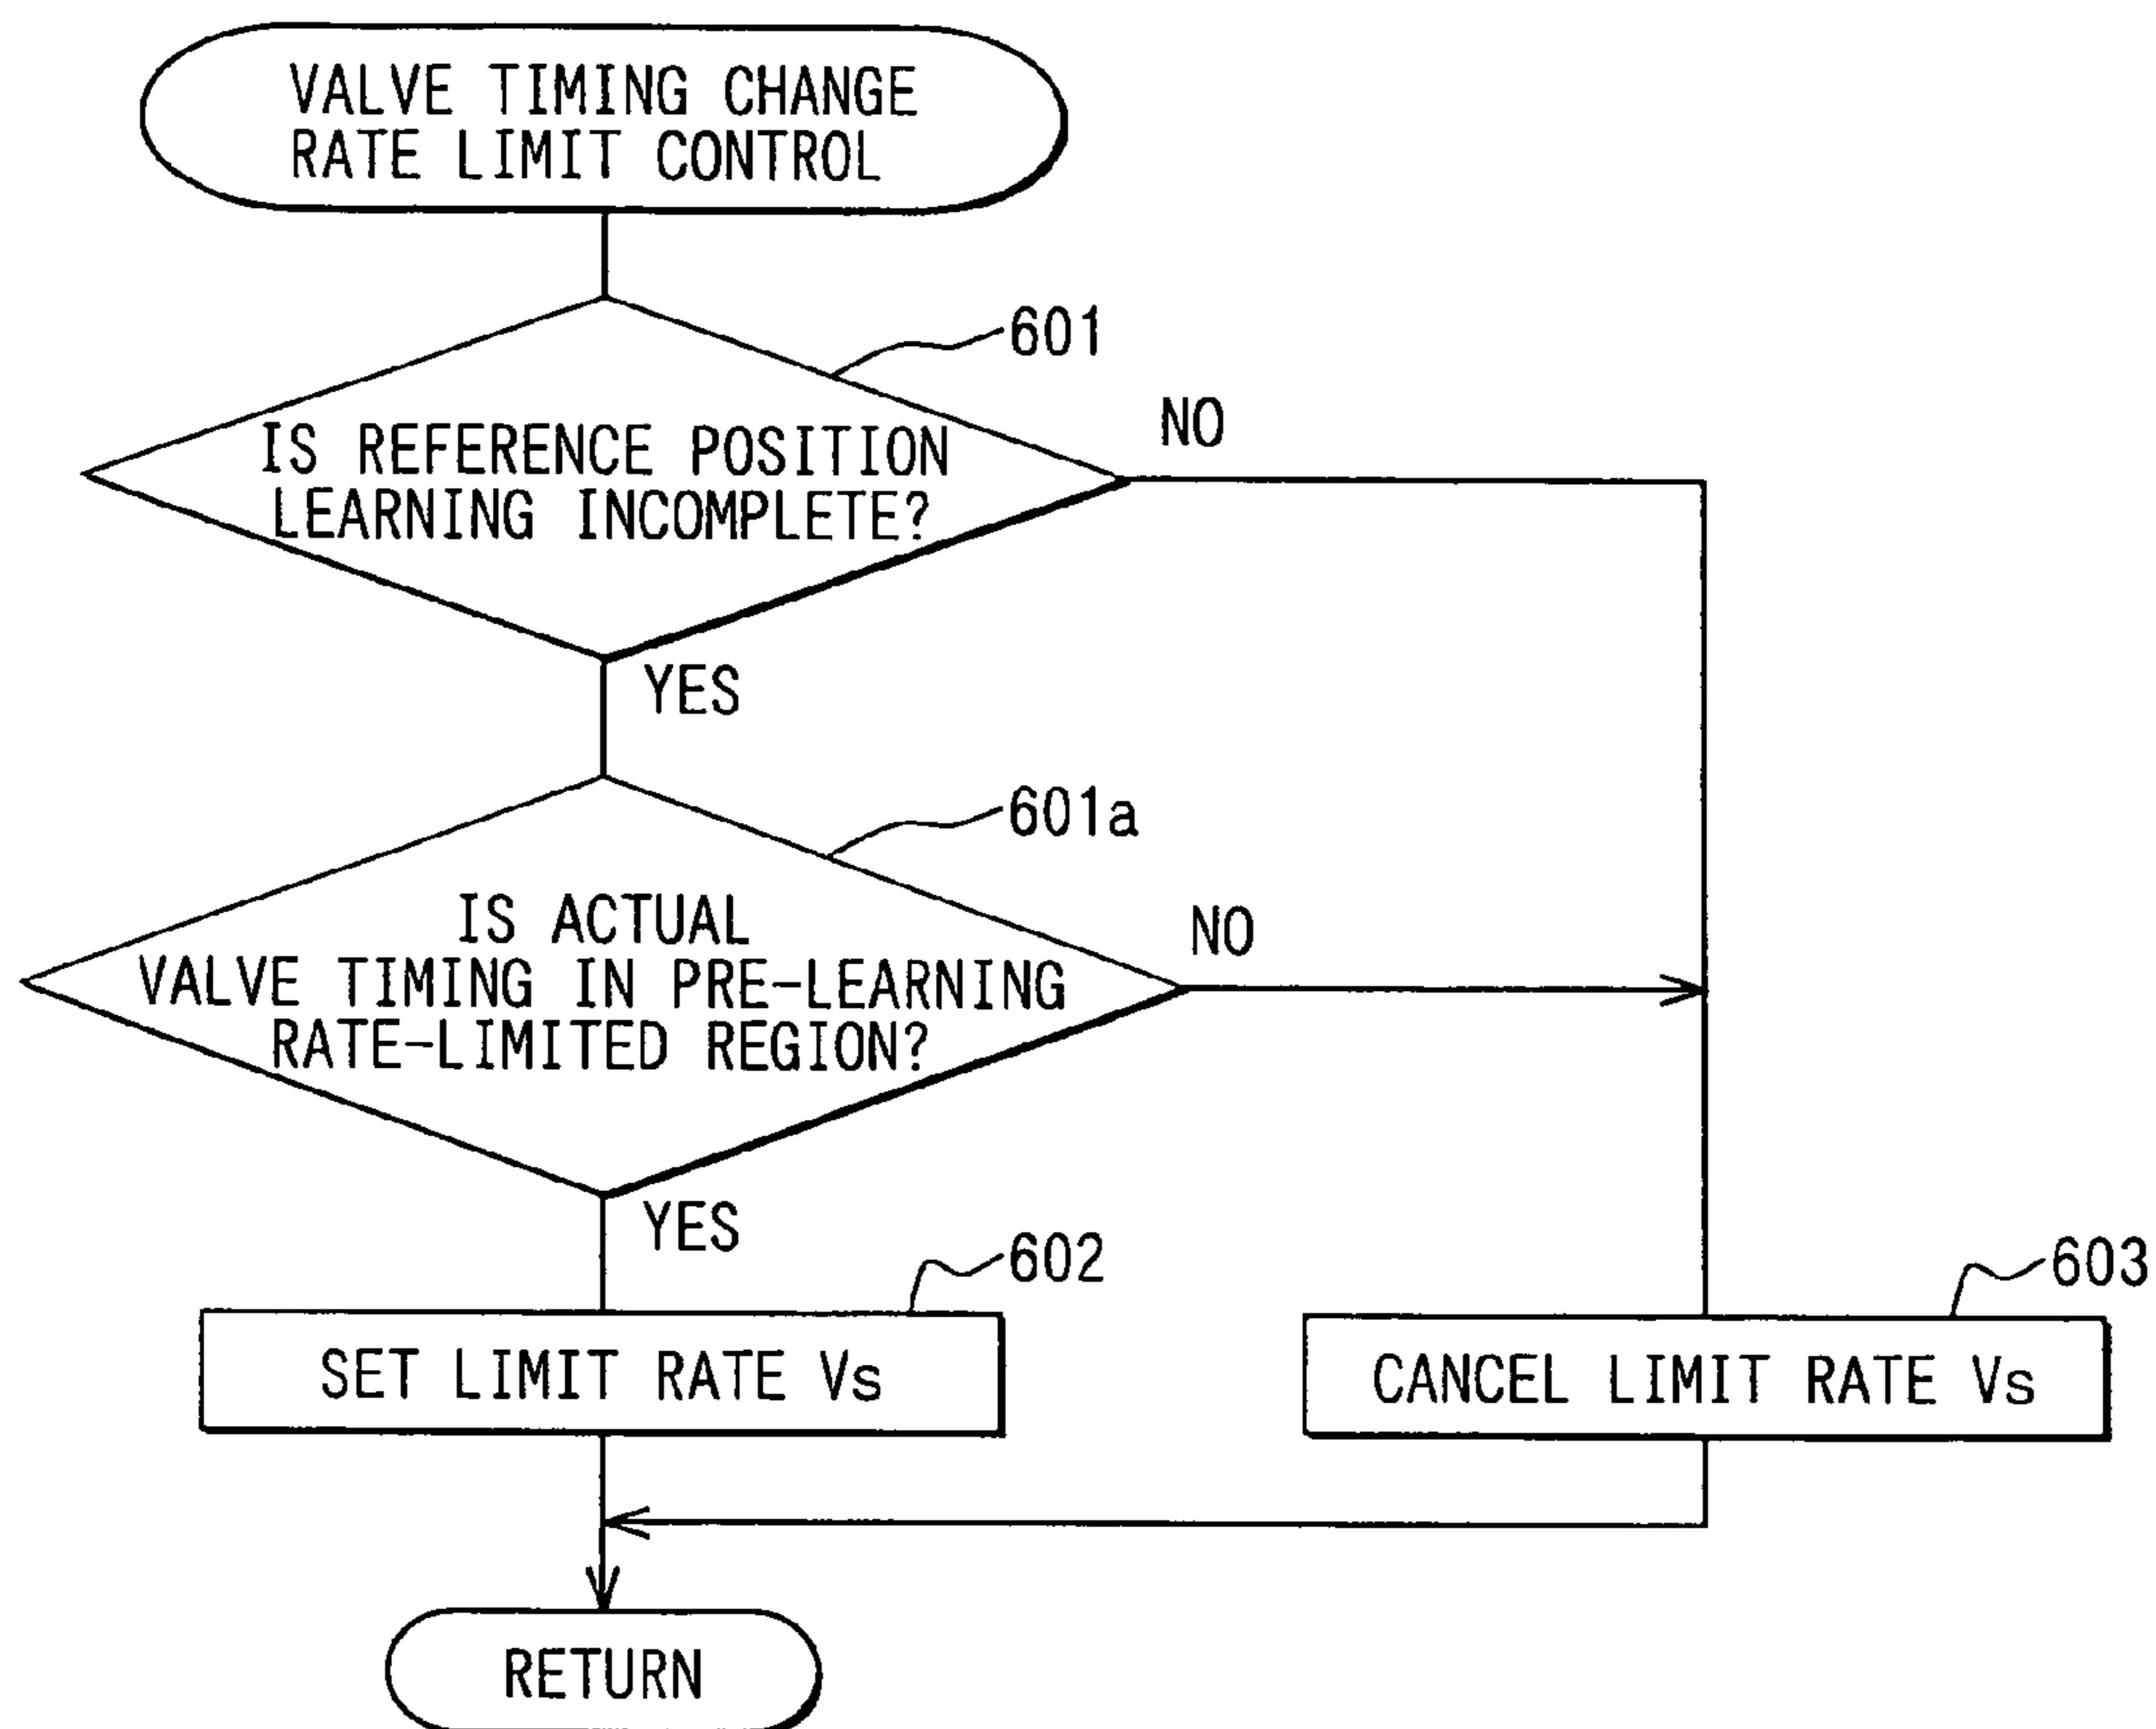 VALVE TIMING CHANGE
RATE LIMIT CONTROL
601
NO
IS REFERENCE POSITION
LEARNING INCOMPLETE?
YES
601a
NO
IS ACTUAL
VALVE TIMING IN PRE-LEARNING
RATE-LIMITED REGION?
YES
602
603
SET LIMIT RATE Vs
CANCEL LIMIT RATE Vs
RETURN